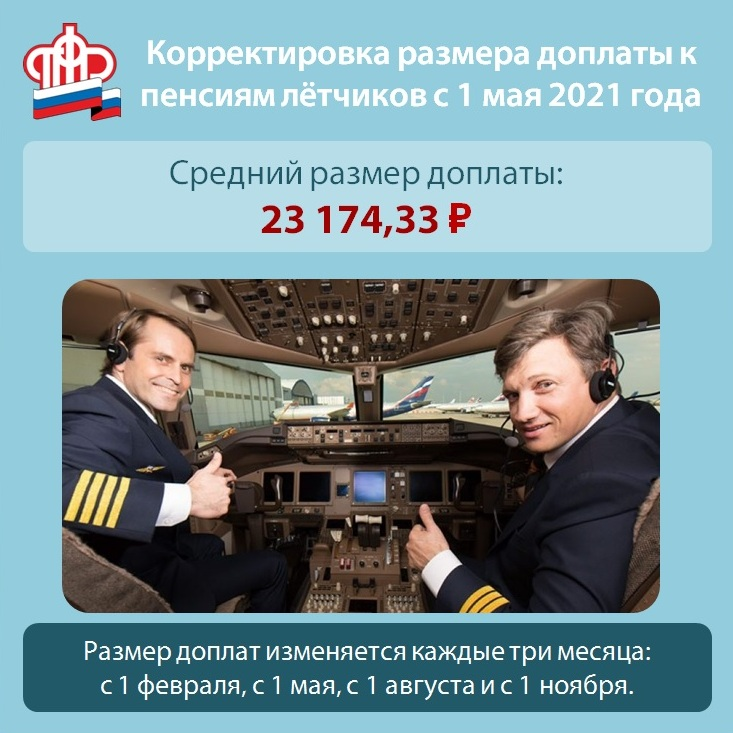 Корректировка размера доплаты к
пенсиям лётчиков с 1 мая 2021 года
Средний размер доплаты:
23 174,33 ₽
Размер доплат изменяется каждые три месяца:
с 1 февраля, с 1 мая, с 1 августа и с 1 ноября.